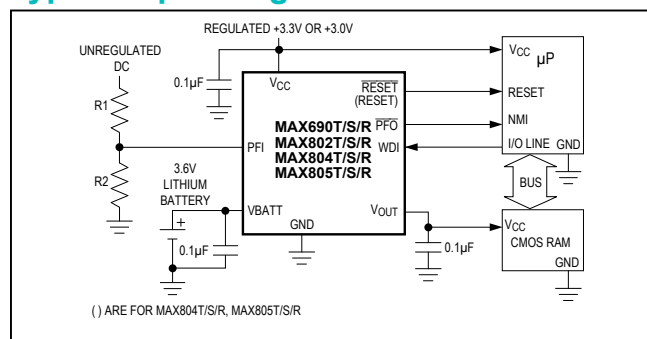 REGULATED +3.3V OR +3.0V
UNREGULATED
DC
R1
R2
0.1µF
VCC
RESET
(RESET)
MAX690T/S/R
MAX802T/S/R
MAX804T/S/R
MAX805T/S/R
PFI
PFO
WDI
VBATT
GND
VOUT
3.6V
LITHIUM
BATTERY
+
0.1µF
0.1µF
VCC
µP
RESET
NMI
I/O LINE
GND
BUS
VCC
CMOS RAM
GND
( ) ARE FOR MAX804T/S/R, MAX805T/S/R